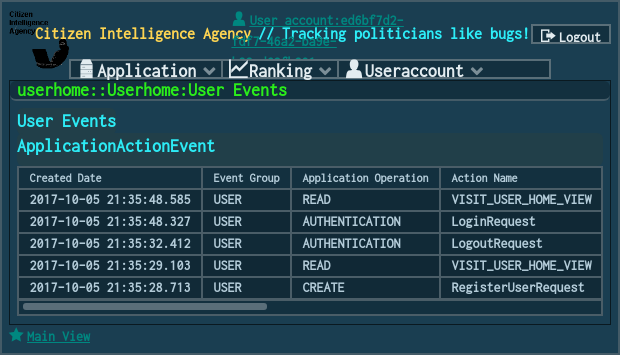 Citizen
Intelligence
Agency
User account:ed6bf7d2-
Citizen Intelligence Agency // Tracking politicians like bugs!
Logout
Application
Ranking
Useraccount
userhome::Userhome:User Events
User Events
ApplicationActionEvent
Created Date Event Group Application Operation Action Name
2017-10-05 21:35:48.585 USER READ VISIT_USER_HOME_VIEW
2017-10-05 21:35:48.327 USER AUTHENTICATION LoginRequest
2017-10-05 21:35:32.412 USER AUTHENTICATION LogoutRequest
2017-10-05 21:35:29.103 USER READ VISIT_USER_HOME_VIEW
2017-10-05 21:35:28.713 USER CREATE RegisterUserRequest
Main View